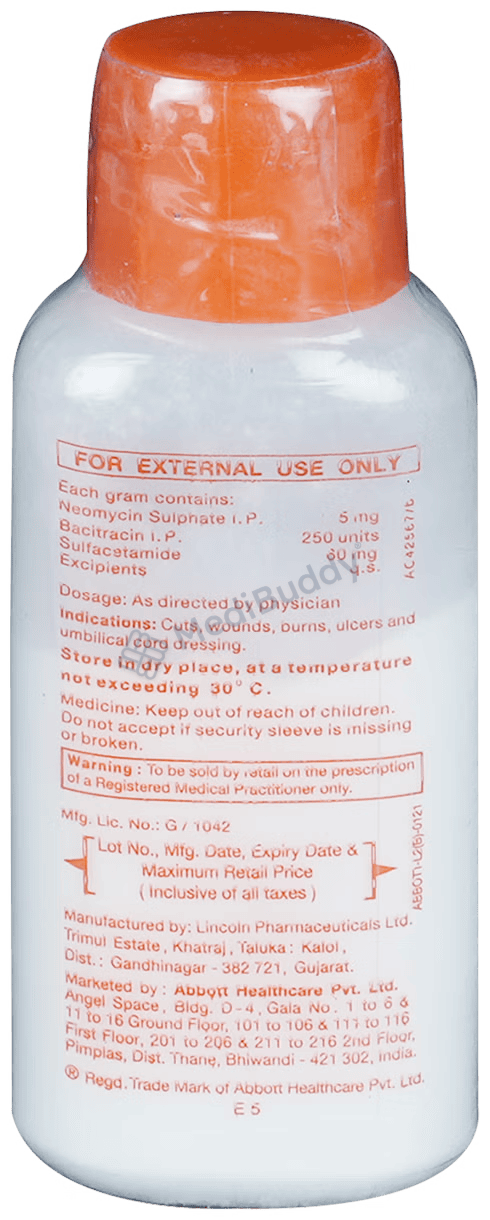 FOR EXTERNAL USE ONLY
Each gram contains:
Neomycin Sulphate I.P. 5 mg
Bacitracin I.P. 250 units
Sulfacetamide 60 mg
Excipients q.s.
Dosage: As directed by physician
Indications: Cuts, wounds, burns, ulcers and
umbilical cord dressing.
Store in dry place, at a temperature
not exceeding 30° C.
Medicine: Keep out of reach of children.
Do not accept if security sleeve is missing
or broken.
Warning : To be sold by retail on the prescription
of a Registered Medical Practitioner only.
Mfg. Lic. No.: G / 1042
Lot No., Mfg. Date, Expiry Date &
Maximum Retail Price
( Inclusive of all taxes )
Manufactured by: Lincoln Pharmaceuticals Ltd.
Trimul Estate, Khatraj, Taluka : Kalol,
Dist.: Gandhinagar - 382 721, Gujarat.
Marketed by : Abbott Healthcare Pvt. Ltd.
Angel Space, Bldg. D-4, Gala No. 1 to 6 &
11 to 16 Ground Floor, 101 to 106 & 111 to 116
First Floor, 201 to 206 & 211 to 216 2nd Floor,
Pimplas, Dist. Thane, Bhiwandi - 421 302, India.
® Regd. Trade Mark of Abbott Healthcare Pvt. Ltd.
E 5
MediBuddy